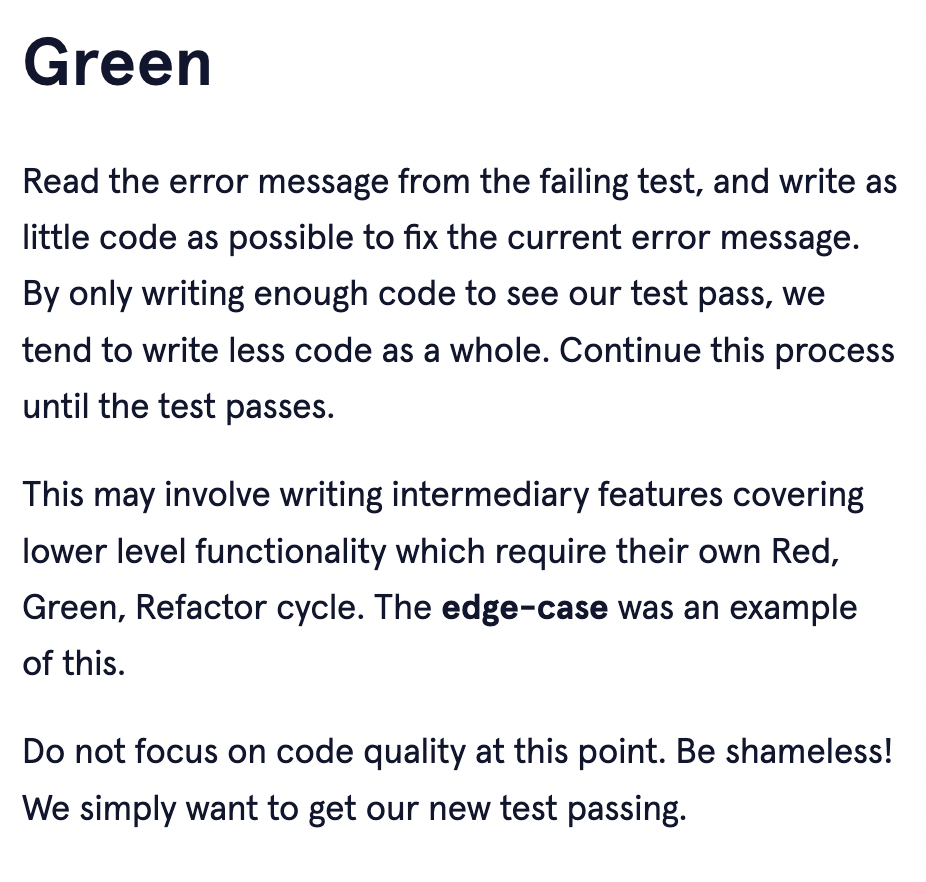 Green
Read the error message from the failing test, and write as
little code as possible to fix the current error message.
By only writing enough code to see our test pass, we
tend to write less code as a whole. Continue this process
until the test passes.
This may involve writing intermediary features covering
lower level functionality which require their own Red,
Green, Refactor cycle. The edge-case was an example
of this.
Do not focus on code quality at this point. Be shameless!
We simply want to get our new test passing.